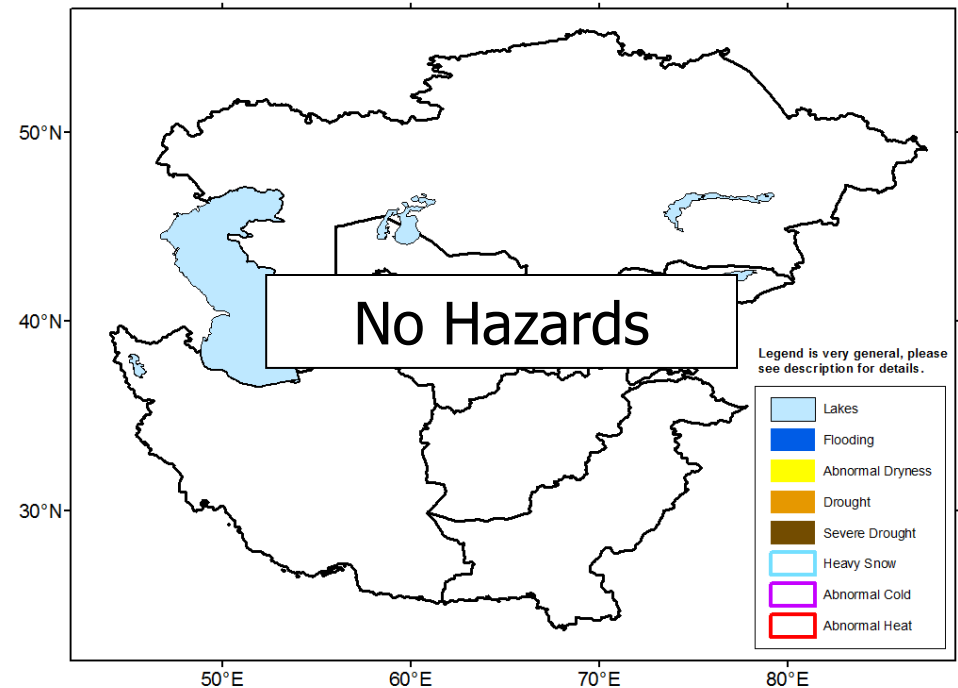 50°N
40°N
30°N
No Hazards
Legend is very general, please
see description for details.
Lakes
Flooding
Abnormal Dryness
Drought
Severe Drought
Heavy Snow
Abnormal Cold
Abnormal Heat
50°E
60°E
70°E
80°E